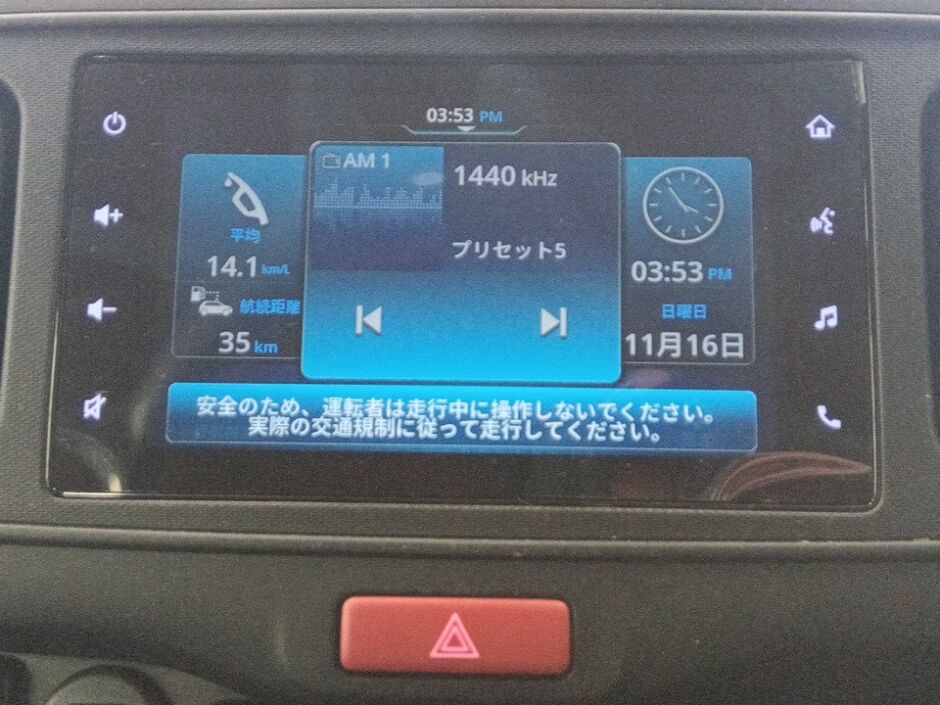 03:53 PM
AM 1
1440 kHz
プリセット5
平均
14.1 km/L
航続距離
35 km
03:53 PM
日曜日
11月16日
安全のため、運転者は走行中に操作しないでください。
実際の交通規制に従って走行してください。